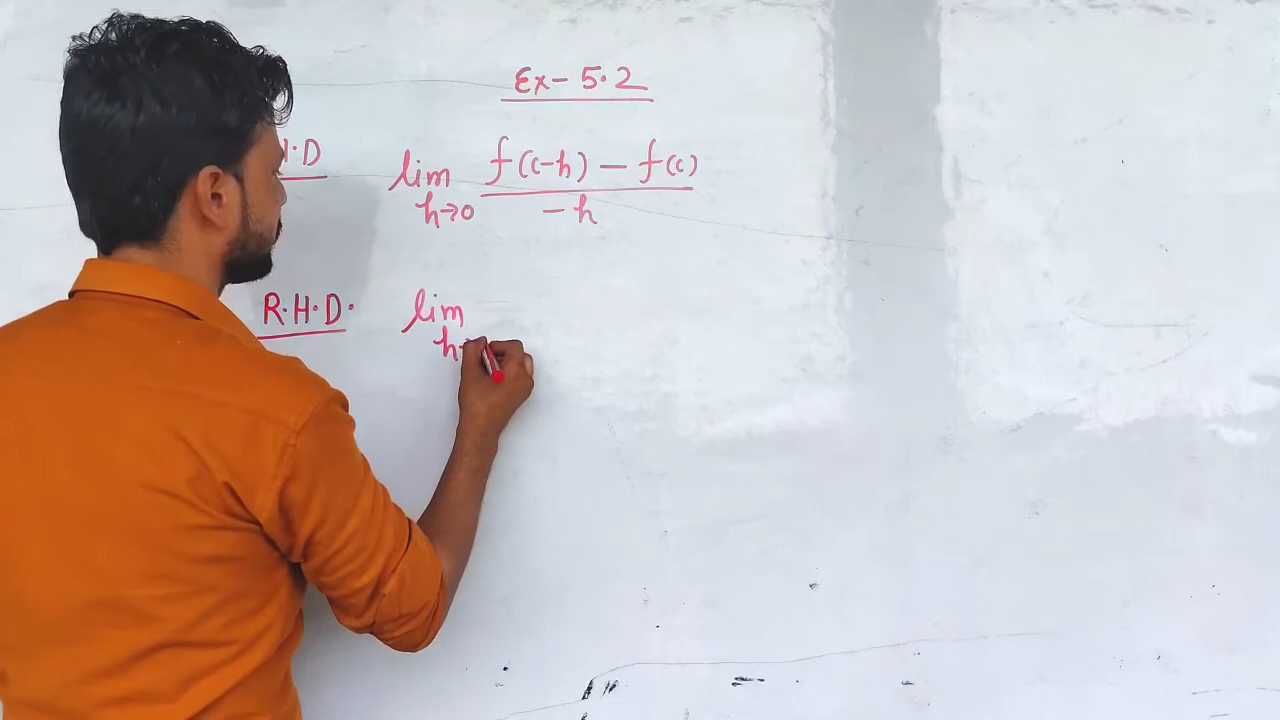 Ex- 5.2
H.D lim f(c-h) - f(c)
h→0 -h
R.H.D. lim
h→